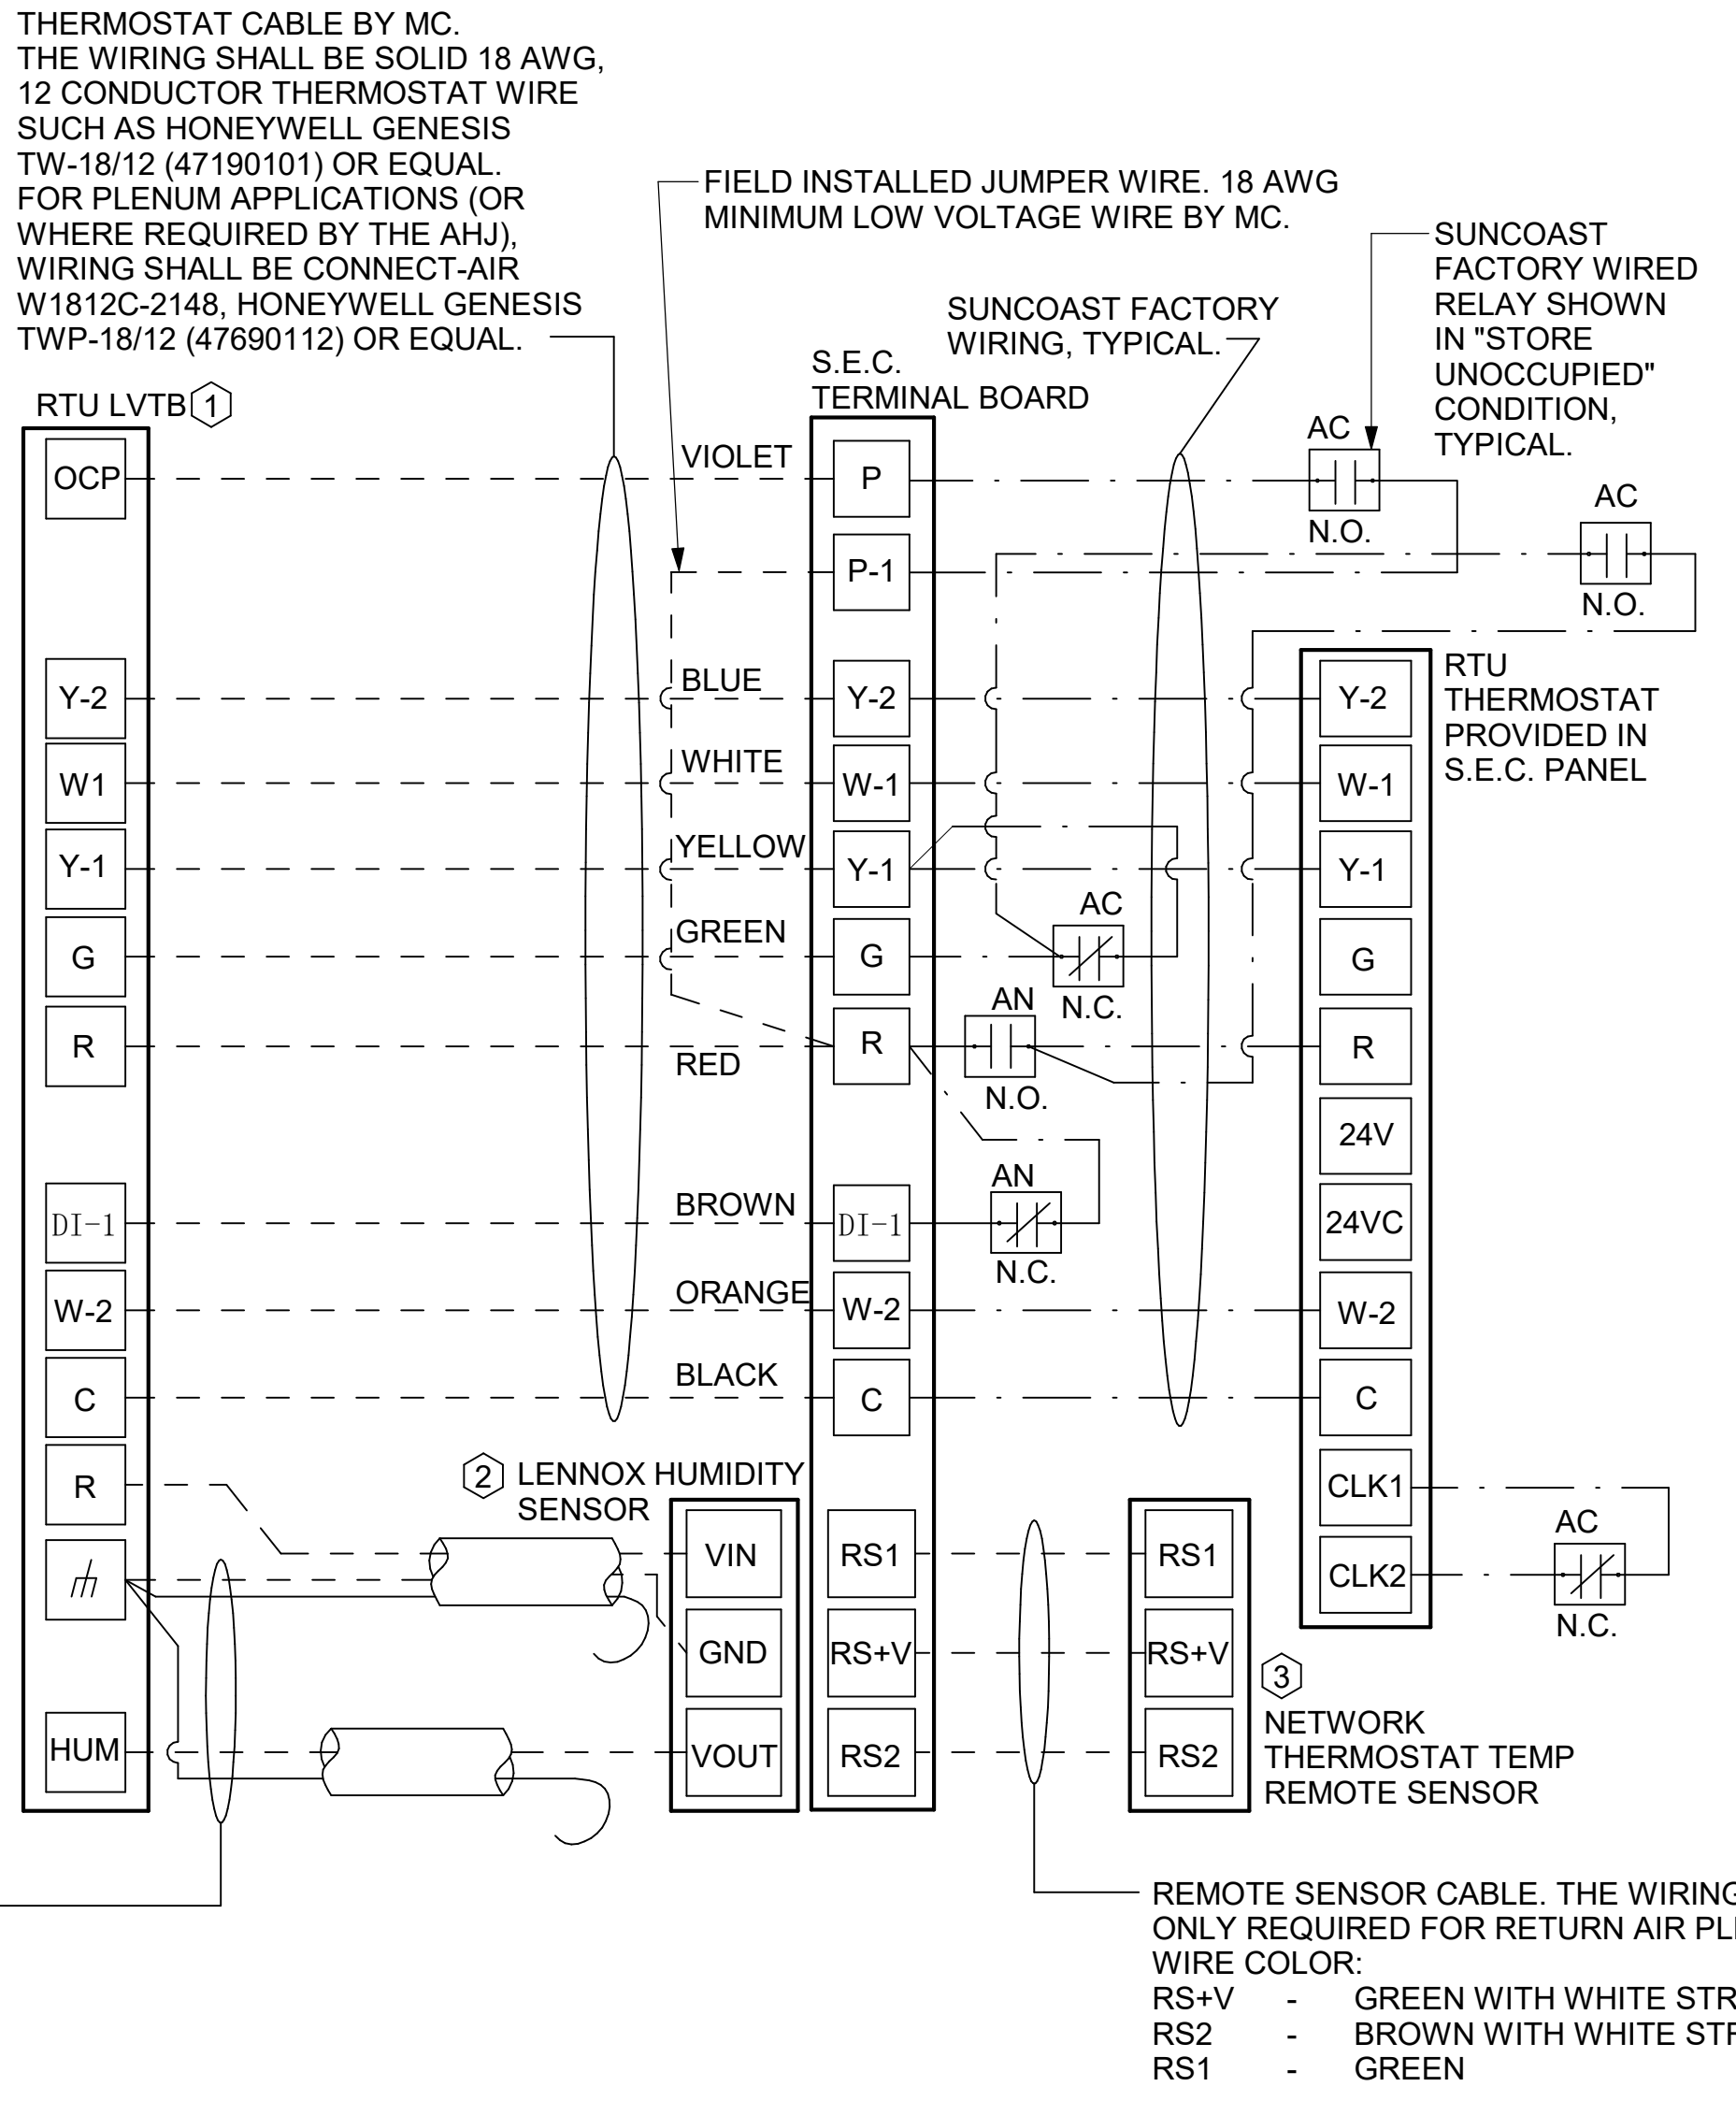 THERMOSTAT CABLE BY MC.
THE WIRING SHALL BE SOLID 18 AWG,
12 CONDUCTOR THERMOSTAT WIRE
SUCH AS HONEYWELL GENESIS
TW-18/12 (47190101) OR EQUAL.
FOR PLENUM APPLICATIONS (OR
WHERE REQUIRED BY THE AHJ),
WIRING SHALL BE CONNECT-AIR
W1812C-2148, HONEYWELL GENESIS
TWP-18/12 (47690112) OR EQUAL.
FIELD INSTALLED JUMPER WIRE. 18 AWG
MINIMUM LOW VOLTAGE WIRE BY MC.
SUNCOAST
FACTORY WIRED
RELAY SHOWN
IN "STORE
UNOCCUPIED"
CONDITION,
TYPICAL.
SUNCOAST FACTORY
WIRING, TYPICAL.
RTU LVTB 1
OCP
Y-2
W1
Y-1
G
R
DI-1
W-2
C
R
HUM
VIOLET
BLUE
WHITE
YELLOW
GREEN
RED
BROWN
ORANGE
BLACK
2 LENNOX HUMIDITY
SENSOR
VIN
GND
VOUT
S.E.C.
TERMINAL BOARD
P
P-1
Y-2
W-1
Y-1
G
R
DI-1
W-2
C
RS1
RS+V
RS2
AC
N.O.
AC
N.O.
AC
N.C.
AN
N.O.
AN
N.C.
RTU
THERMOSTAT
PROVIDED IN
S.E.C. PANEL
Y-2
W-1
Y-1
G
R
24V
24VC
W-2
C
CLK1
CLK2
AC
N.C.
RS1
RS+V
RS2
3
NETWORK
THERMOSTAT TEMP
REMOTE SENSOR
REMOTE SENSOR CABLE. THE WIRING
ONLY REQUIRED FOR RETURN AIR
WIRE COLOR:
RS+V - GREEN WITH WHITE
RS2 - BROWN WITH WHITE
RS1 - GREEN